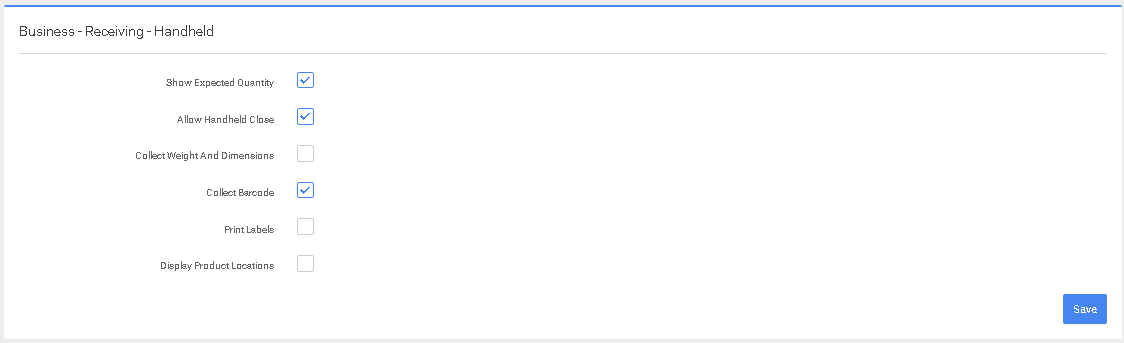 Business - Receiving - Handheld
Show Expected Quantity
Allow Handheld Close
Collect Weight And Dimensions
Collect Barcode
Print Labels
Display Product Locations
Save